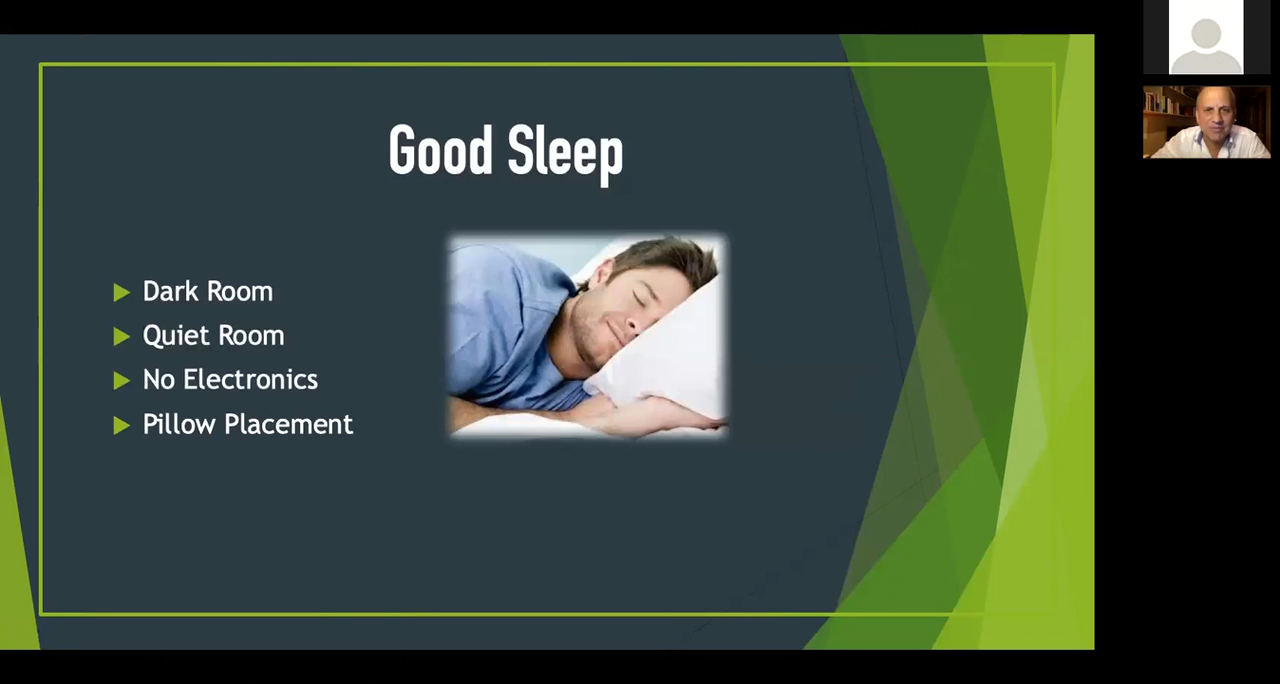 Good Sleep
Dark Room
Quiet Room
No Electronics
Pillow Placement